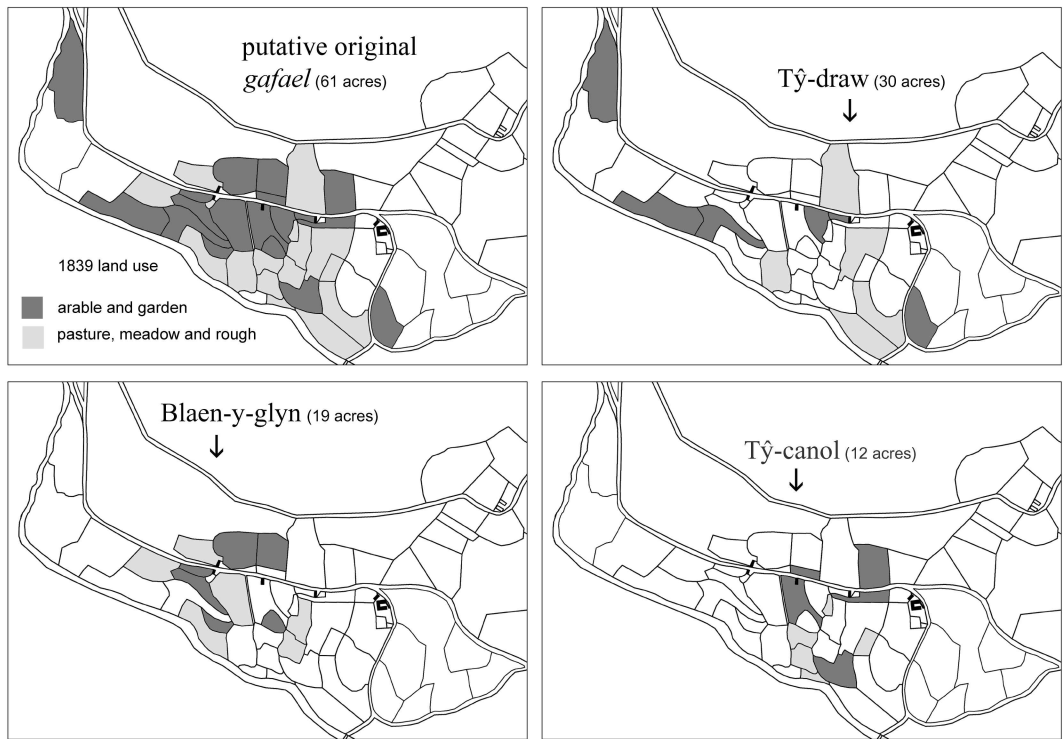 putative original
gafael (61 acres)
1839 land use
arable and garden
pasture, meadow and rough
Tŷ-draw (30 acres)
Blaen-y-glyn (19 acres)
Tŷ-canol (12 acres)